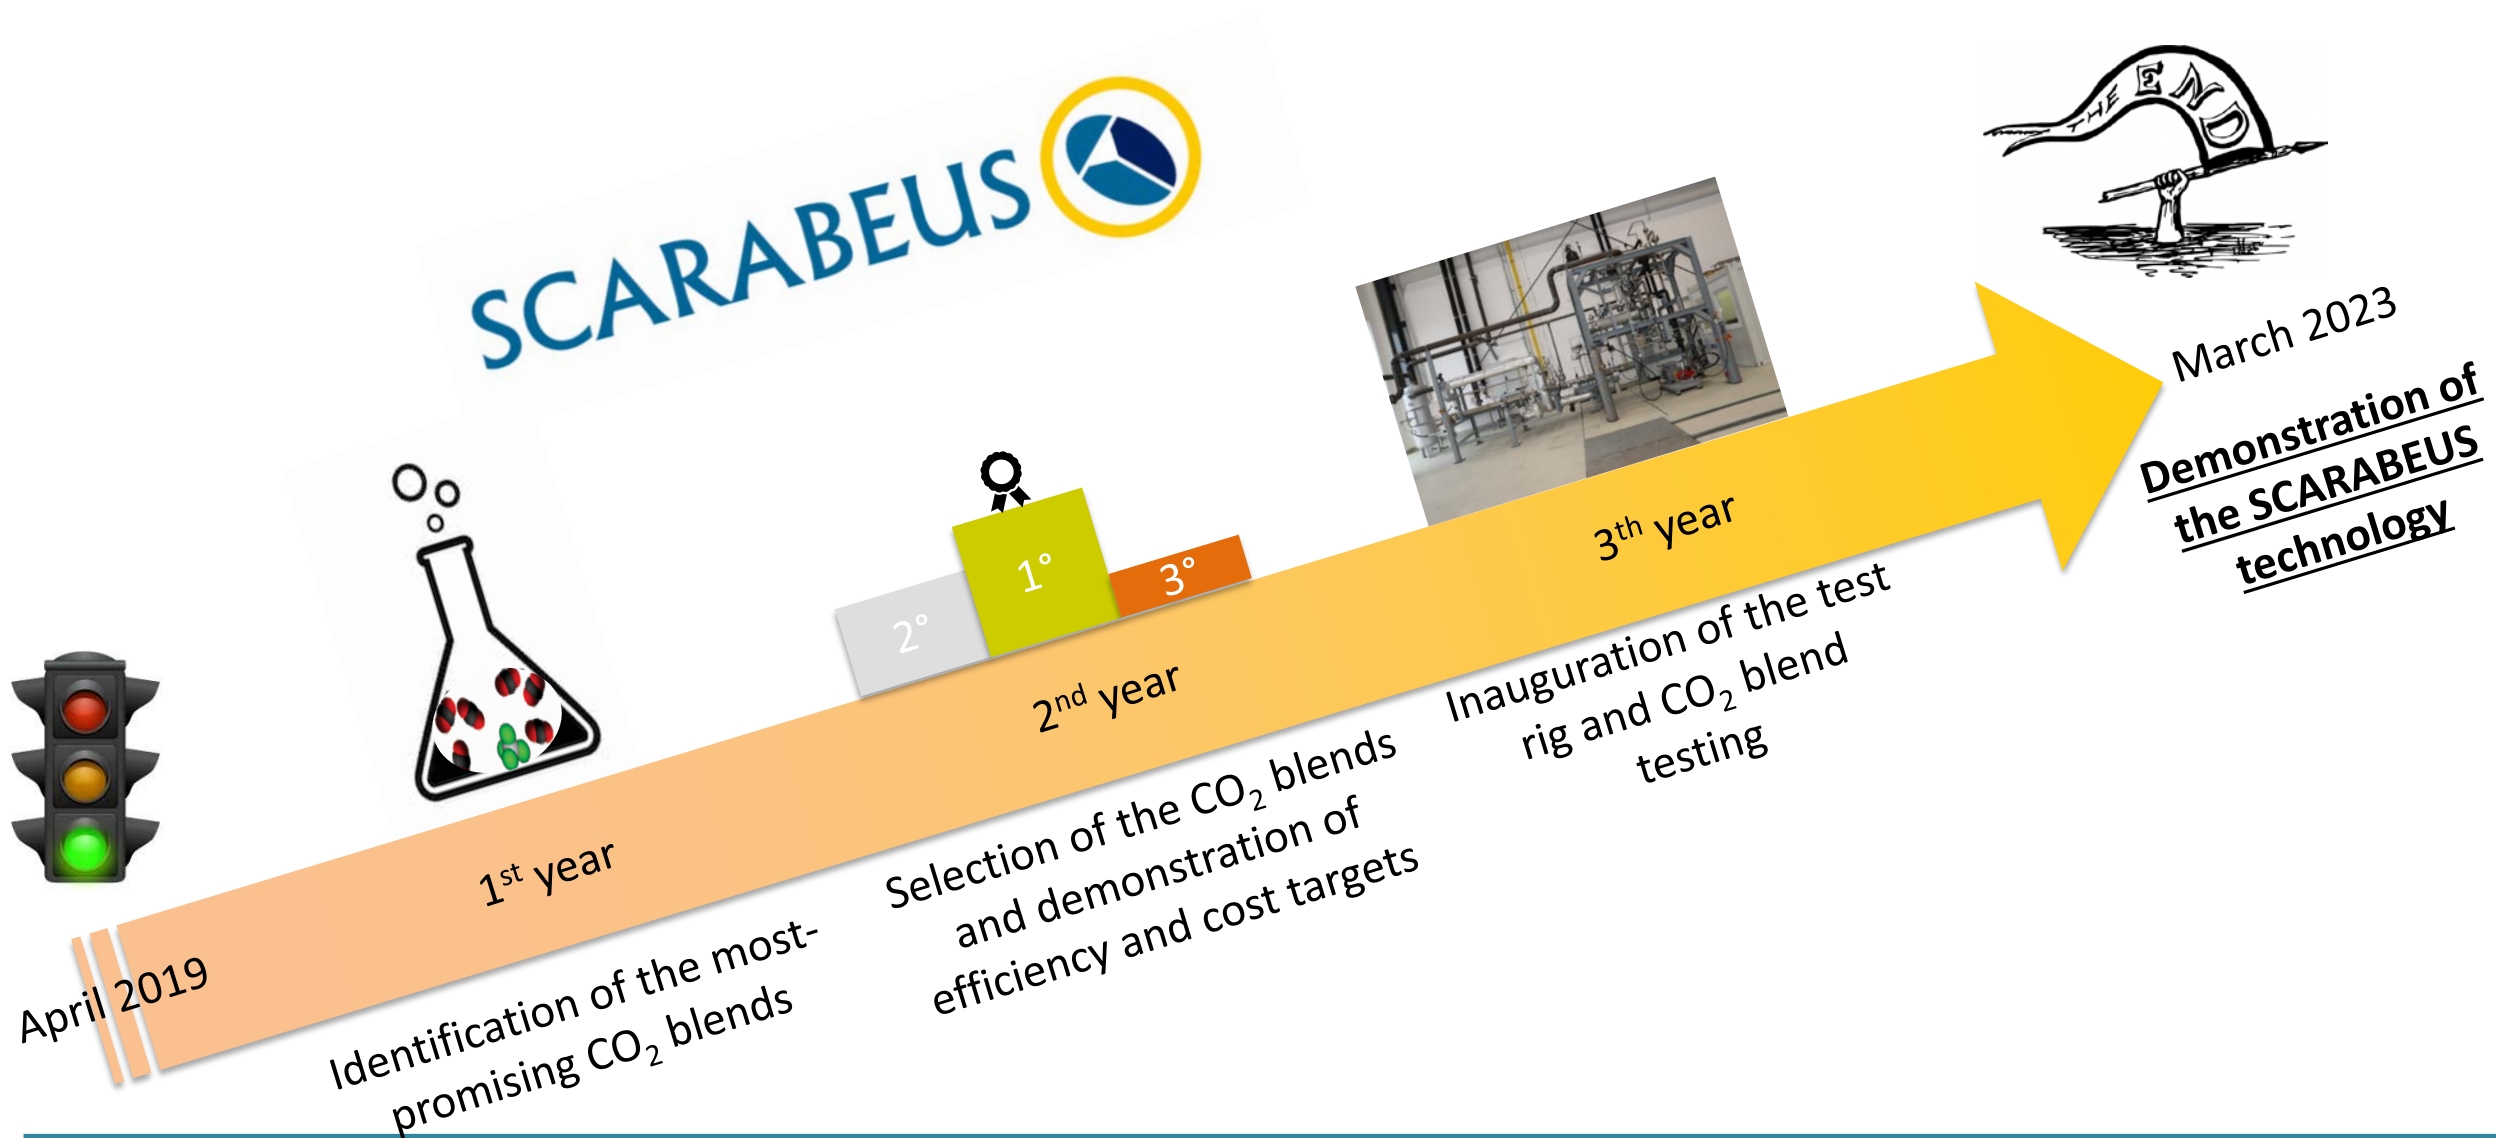 SCARABEUS
THE END
March 2023
Demonstration of
the SCARABEUS
technology
2°
1°
3°
3th year
Inauguration of the test
rig and CO2 blend
testing
2nd year
Selection of the CO2 blends
and demonstration of
efficiency and cost targets
1st year
Identification of the most-
promising CO2 blends
April 2019